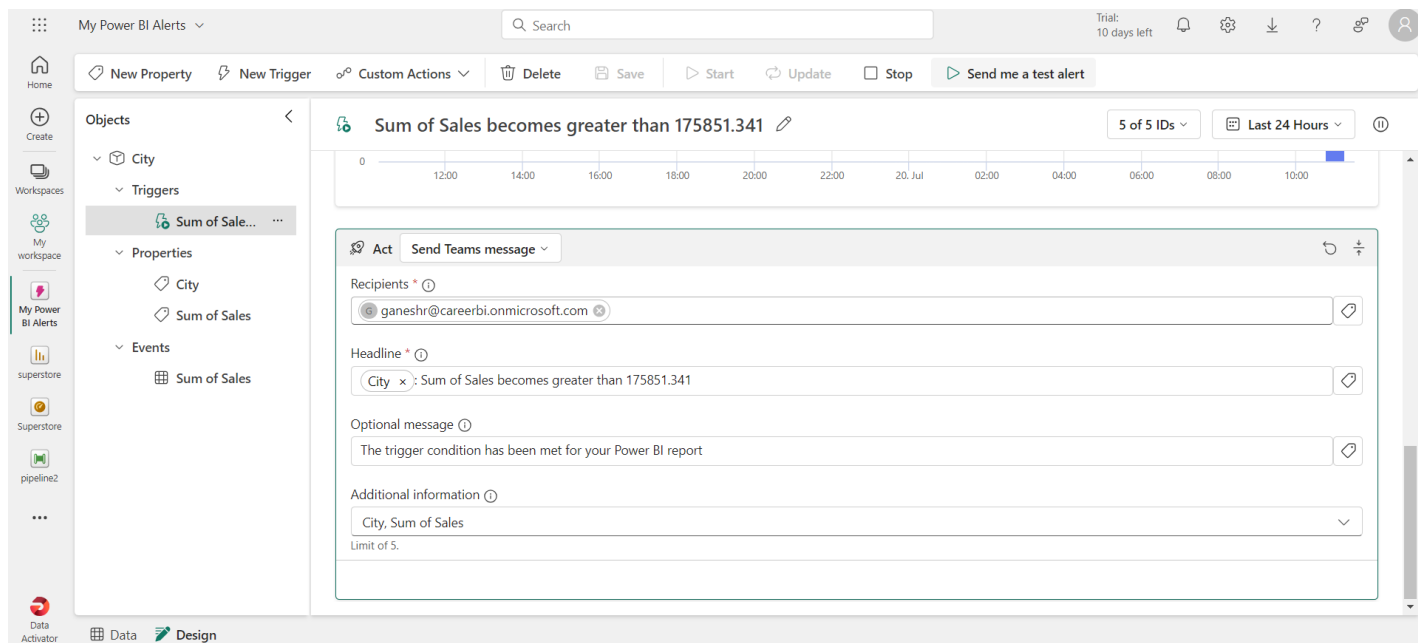 My Power BI Alerts
Search
Trial:
10 days left
Home
Create
Workspaces
My
workspace
My Power
BI Alerts
superstore
Superstore
pipeline2
Data
Activator
New Property
New Trigger
Custom Actions
Delete
Save
Start
Update
Stop
Send me a test alert
Objects
City
Triggers
Sum of Sale...
Properties
City
Sum of Sales
Events
Sum of Sales
Sum of Sales becomes greater than 175851.341
5 of 5 IDs
Last 24 Hours
0
12:00 14:00 16:00 18:00 20:00 22:00 20. Jul 02:00 04:00 06:00 08:00 10:00
Act
Send Teams message
Recipients *
G ganeshr@careerbi.onmicrosoft.com
Headline *
City × : Sum of Sales becomes greater than 175851.341
Optional message
The trigger condition has been met for your Power BI report
Additional information
City, Sum of Sales
Limit of 5.
Data
Design